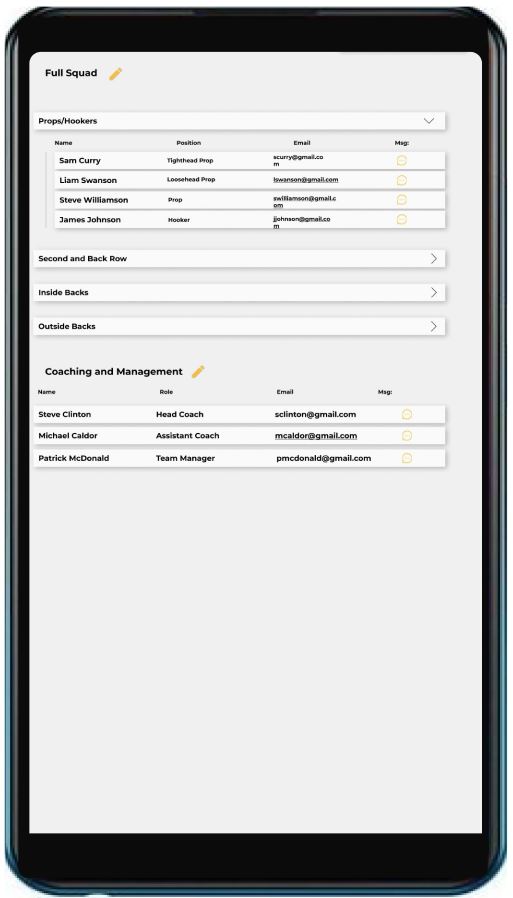 Full Squad
Props/Hookers
Name Position Email Msg:
Sam Curry Tighthead Prop scurry@gmail.co
m
Liam Swanson Loosehead Prop lswanson@gmail.com
Steve Williamson Prop swilliamson@gmail.c
om
James Johnson Hooker jjohnson@gmail.co
m
Second and Back Row
Inside Backs
Outside Backs
Coaching and Management
Name Role Email Msg:
Steve Clinton Head Coach sclinton@gmail.com
Michael Caldor Assistant Coach mcaldor@gmail.com
Patrick McDonald Team Manager pmcdonald@gmail.com